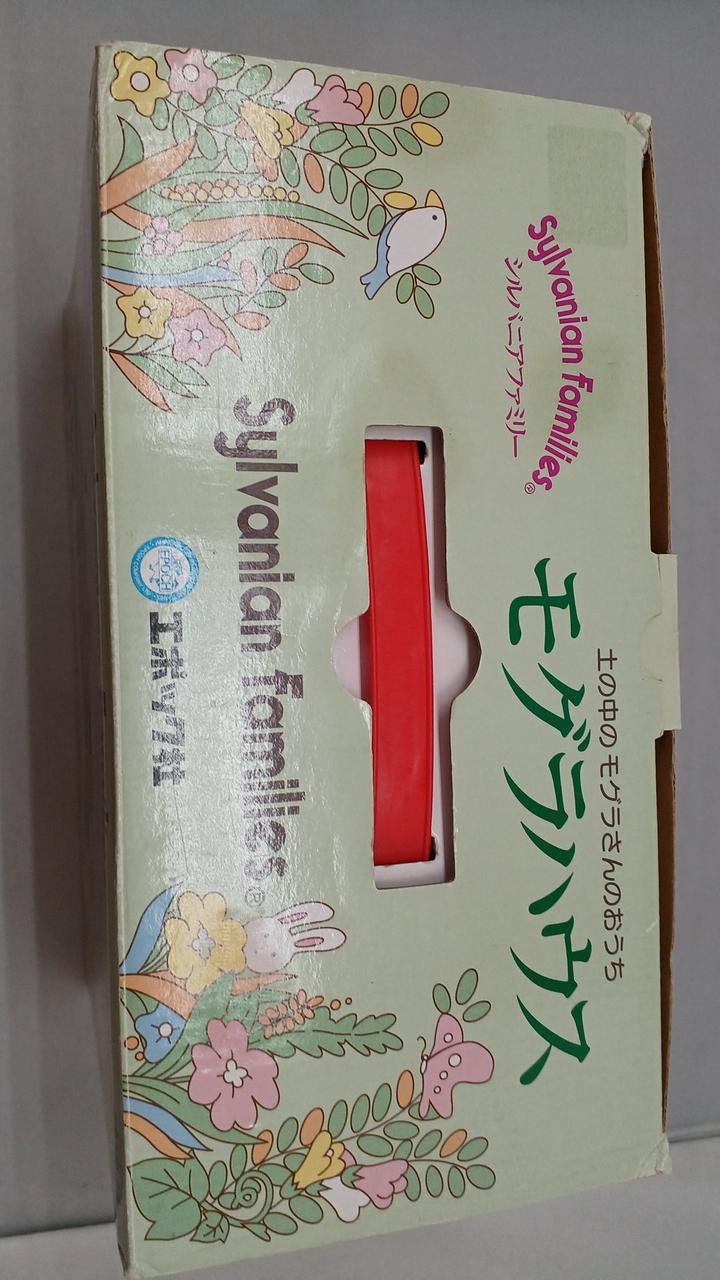 Sylvanian Families®
シルバニアファミリー
土の中のモグラさんのおうち
モグラハウス
Sylvanian Families®
EPOCH
エポック社